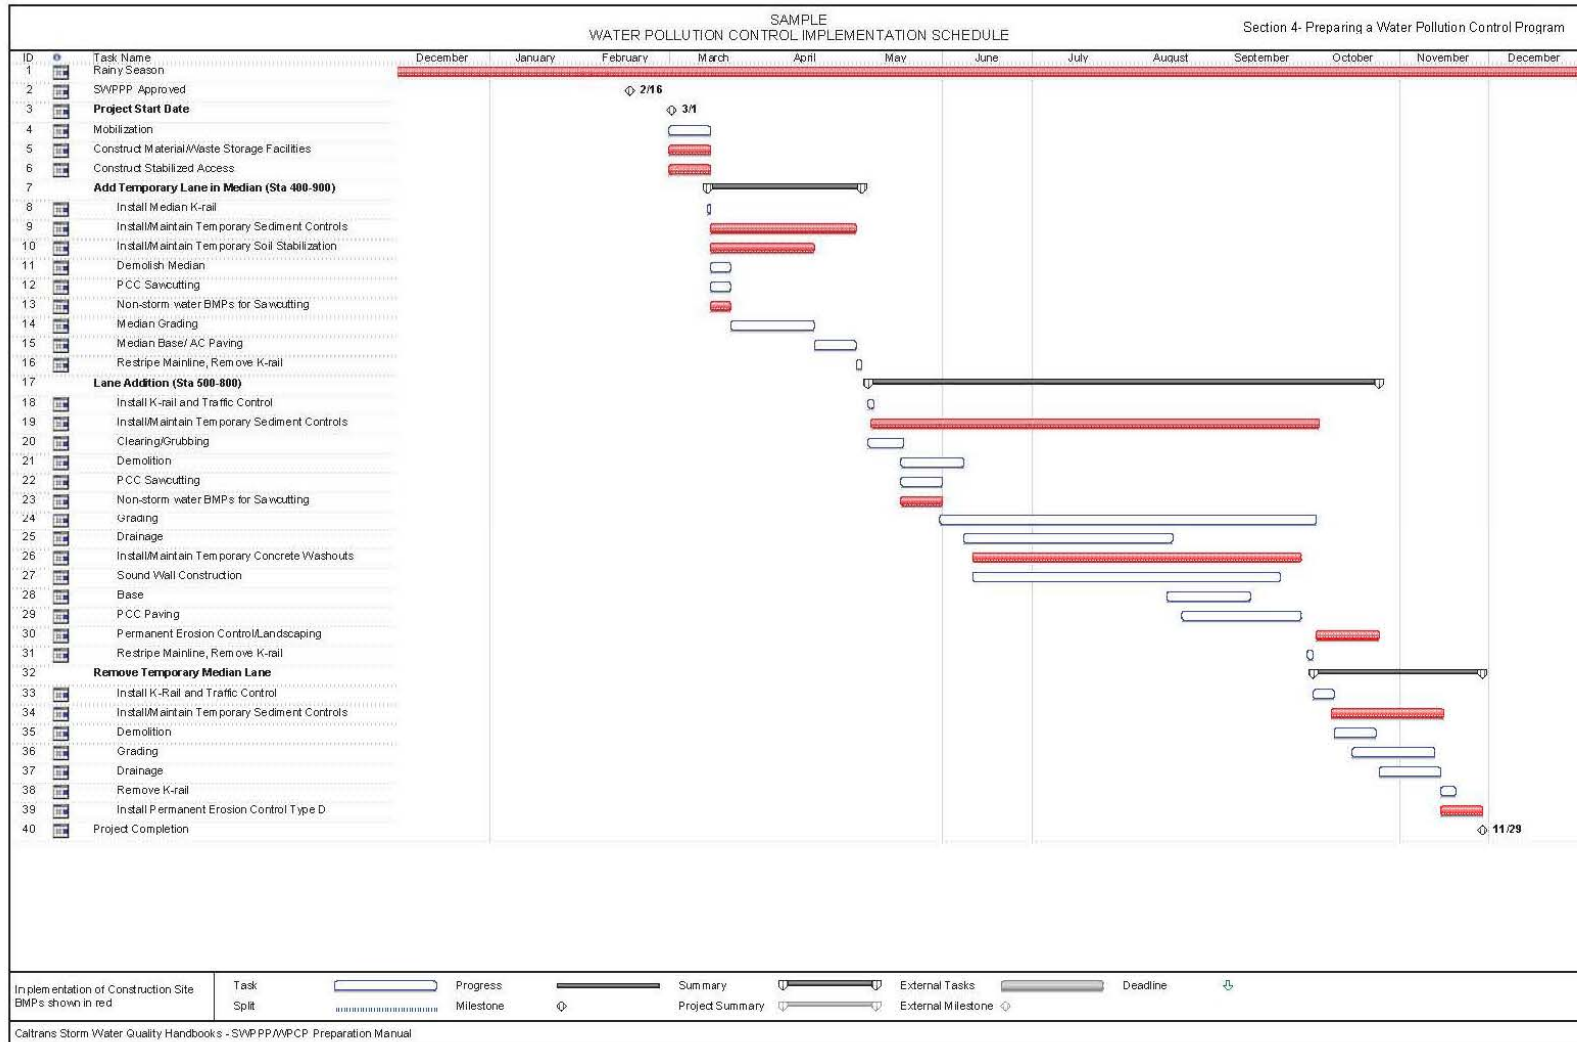 SAMPLE
WATER POLLUTION CONTROL IMPLEMENTATION SCHEDULE
Section 4- Preparing a Water Pollution Control Program
ID Task Name December January February March April May June July August September October November December
1 Rainy Season
2 SWPPP Approved 2/16
3 Project Start Date 3/1
4 Mobilization
5 Construct Material/Waste Storage Facilities
6 Construct Stabilized Access
7 Add Temporary Lane in Median (Sta 400-900)
8 Install Median K-rail
9 Install/Maintain Temporary Sediment Controls
10 Install/Maintain Temporary Soil Stabilization
11 Demolish Median
12 PCC Sawcutting
13 Non-storm water BMPs for Sawcutting
14 Median Grading
15 Median Base/ AC Paving
16 Restripe Mainline, Remove K-rail
17 Lane Addition (Sta 500-800)
18 Install K-rail and Traffic Control
19 Install/Maintain Temporary Sediment Controls
20 Clearing/Grubbing
21 Demolition
22 PCC Sawcutting
23 Non-storm water BMPs for Sawcutting
24 Grading
25 Drainage
26 Install/Maintain Temporary Concrete Washouts
27 Sound Wall Construction
28 Base
29 PCC Paving
30 Permanent Erosion Control/Landscaping
31 Restripe Mainline, Remove K-rail
32 Remove Temporary Median Lane
33 Install K-Rail and Traffic Control
34 Install/Maintain Temporary Sediment Controls
35 Demolition
36 Grading
37 Drainage
38 Remove K-rail
39 Install Permanent Erosion Control Type D
40 Project Completion 11/29
Implementation of Construction Site
BMPs shown in red
Task Progress Summary External Tasks Deadline
Split Milestone Project Summary External Milestone
Caltrans Storm Water Quality Handbooks - SWPPP/WPCP Preparation Manual